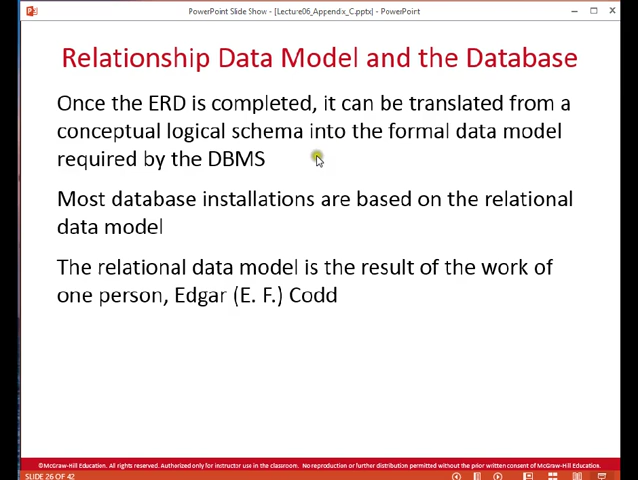 PowerPoint Slide Show - [Lecture06_Appendix_C.pptx] - PowerPoint
Relationship Data Model and the Database
Once the ERD is completed, it can be translated from a
conceptual logical schema into the formal data model
required by the DBMS
Most database installations are based on the relational
data model
The relational data model is the result of the work of
one person, Edgar (E. F.) Codd
©McGraw-Hill Education. All rights reserved. Authorized only for instructor use in the classroom. No reproduction or further distribution permitted without the prior written consent of McGraw-Hill Education.
SLIDE 26 OF 42